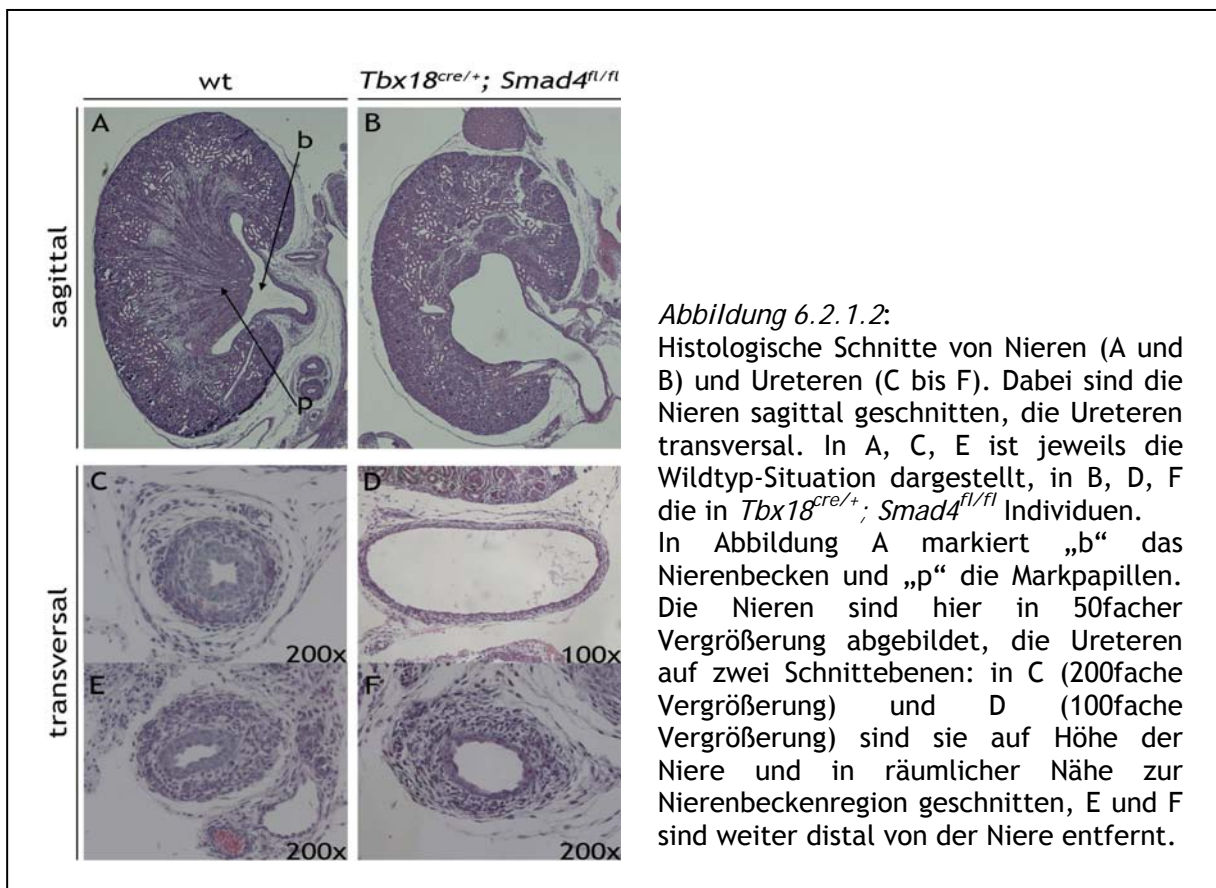 wt
Tbx18cre/+; Smad4fl/fl
sagittal
A
b
p
B
transversal
C
200x
D
100x
E
200x
F
200x
Abbildung 6.2.1.2:
Histologische Schnitte von Nieren (A und
B) und Ureteren (C bis F). Dabei sind die
Nieren sagittal geschnitten, die Ureteren
transversal. In A, C, E ist jeweils die
Wildtyp-Situation dargestellt, in B, D, F
die in Tbx18cre/+; Smad4fl/fl Individuen.
In Abbildung A markiert „b“ das
Nierenbecken und „p“ die Markpapillen.
Die Nieren sind hier in 50facher
Vergrößerung abgebildet, die Ureteren
auf zwei Schnittebenen: in C (200fache
Vergrößerung) und D (100fache
Vergrößerung) sind sie auf Höhe der
Niere und in räumlicher Nähe zur
Nierenbeckenregion geschnitten, E und F
sind weiter distal von der Niere entfernt.